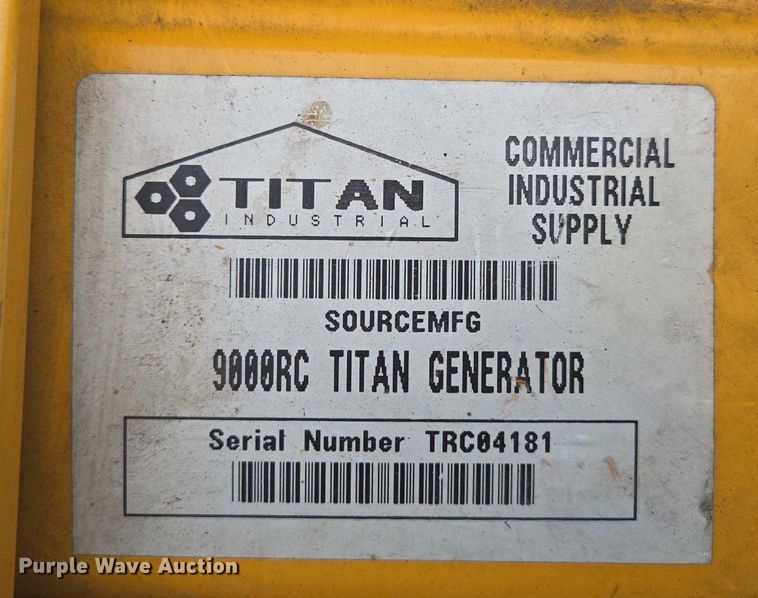 TITAN
INDUSTRIAL
COMMERCIAL
INDUSTRIAL
SUPPLY
SOURCEMFG
9000RC TITAN GENERATOR
Serial Number TRC04181
Purple Wave Auction